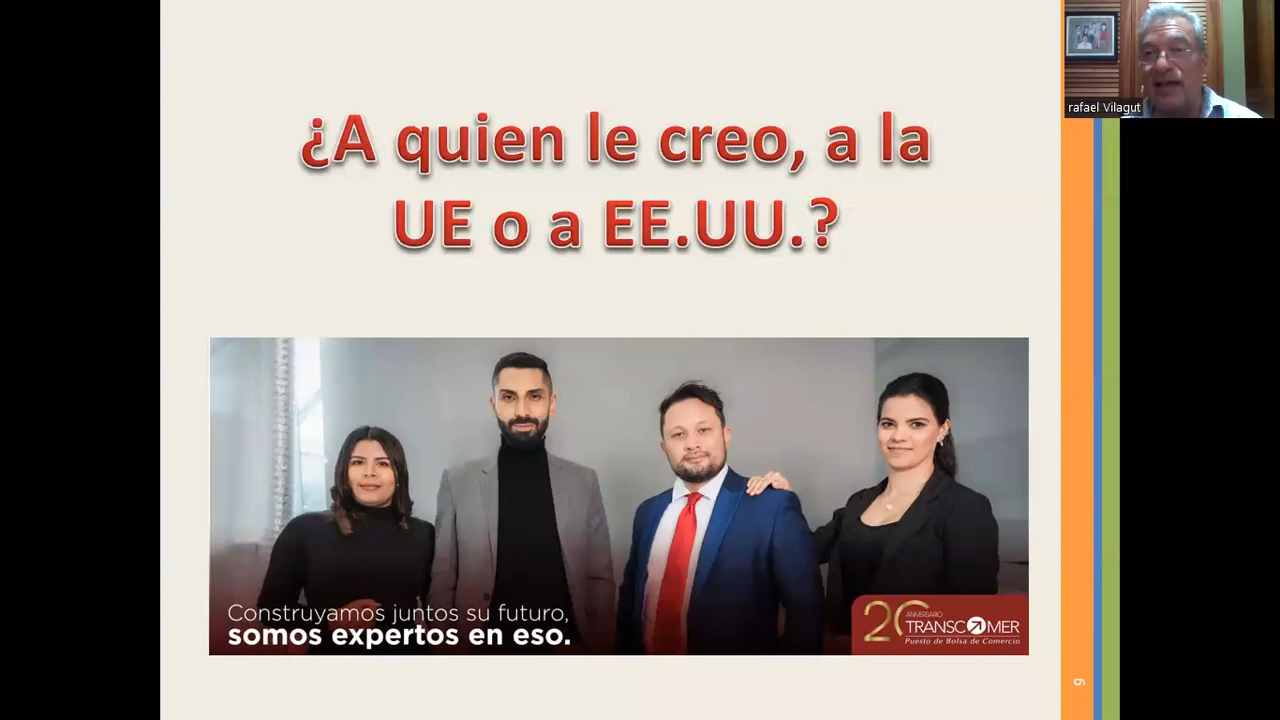 ¿A quien le creo, a la
UE o a EE.UU.?
rafael Vilagut
Construyamos juntos su futuro,
somos expertos en eso.
20
ANIVERSARIO
TRANSCOMER
Puesto de Bolsa de Comercio
9